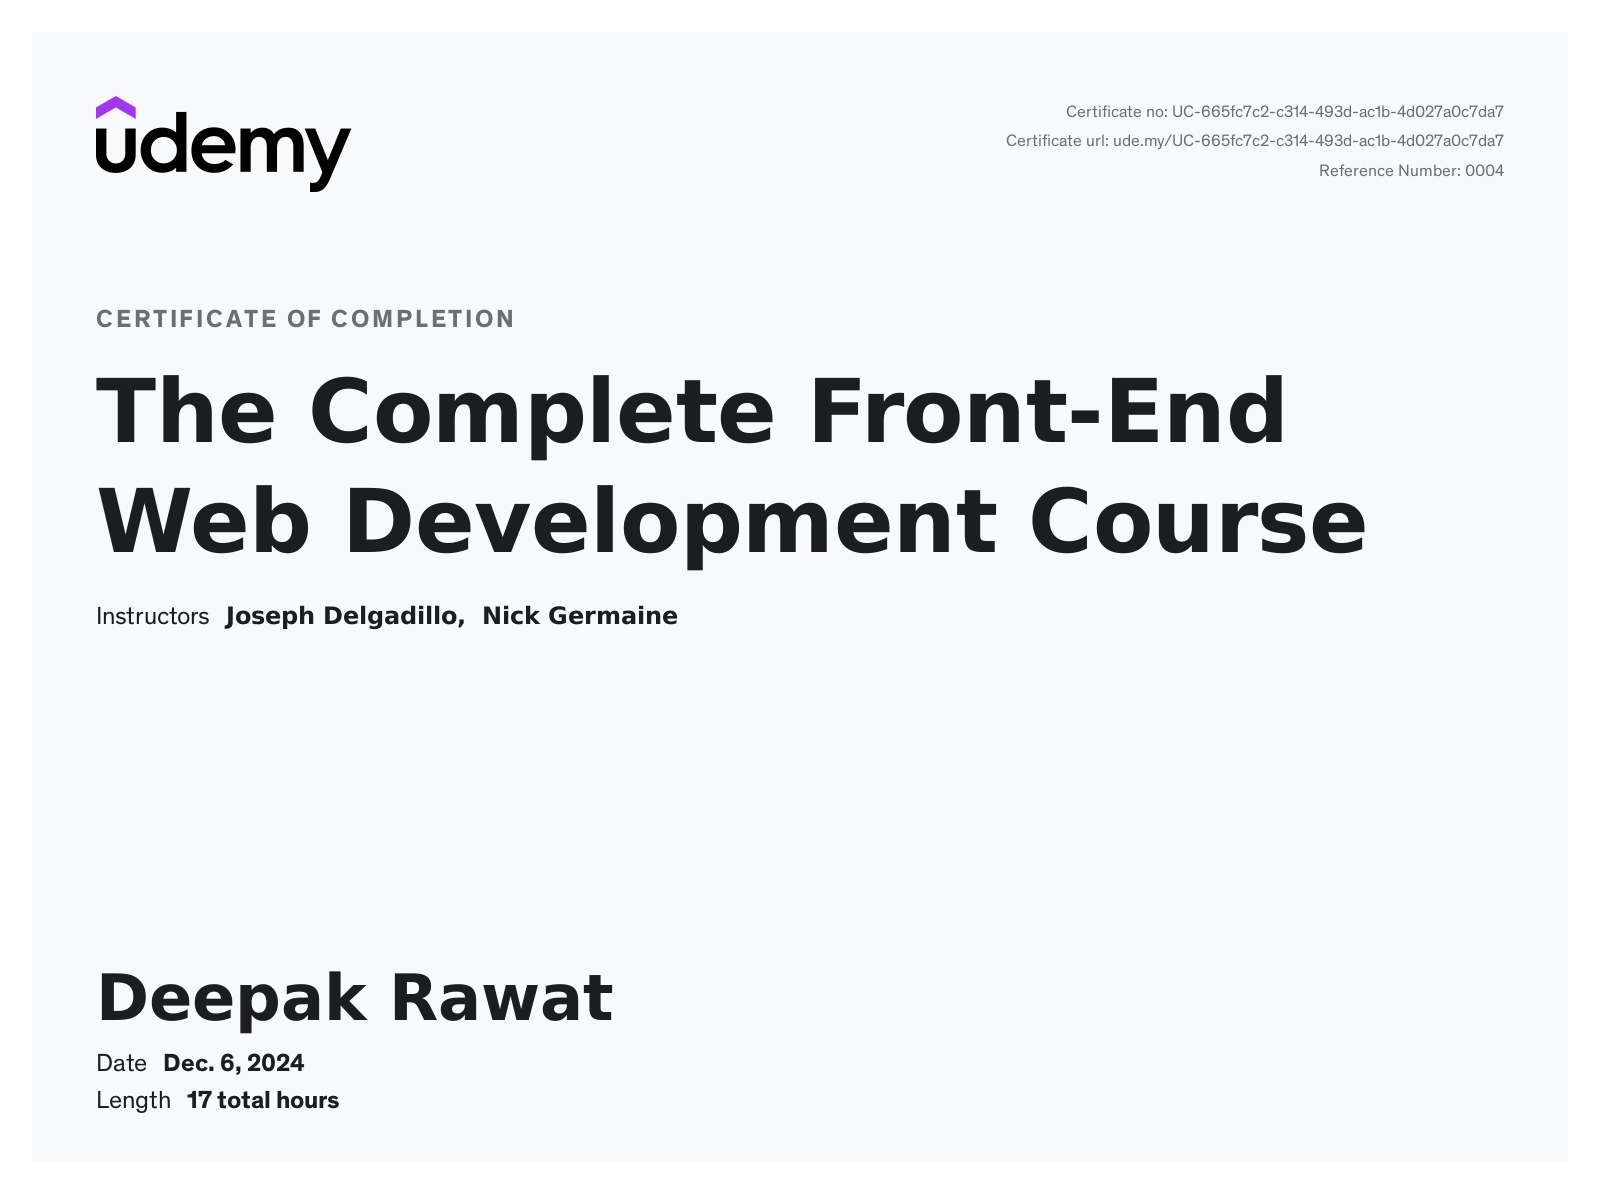 udemy
Certificate no: UC-665fc7c2-c314-493d-ac1b-4d027a0c7da7
Certificate url: ude.my/UC-665fc7c2-c314-493d-ac1b-4d027a0c7da7
Reference Number: 0004
CERTIFICATE OF COMPLETION
The Complete Front-End
Web Development Course
Instructors Joseph Delgadillo, Nick Germaine
Deepak Rawat
Date Dec. 6, 2024
Length 17 total hours